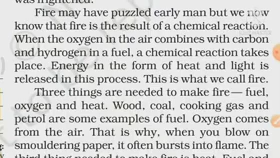 was frightened.
Fire may have puzzled early man but we now
know that fire is the result of a chemical reaction.
When the oxygen in the air combines with carbon
and hydrogen in a fuel, a chemical reaction takes
place. Energy in the form of heat and light is
released in this process. This is what we call fire.
Three things are needed to make fire — fuel,
oxygen and heat. Wood, coal, cooking gas and
petrol are some examples of fuel. Oxygen comes
from the air. That is why, when you blow on
smouldering paper, it often bursts into flame. The
third thing needed to make fire is heat. Fuel and